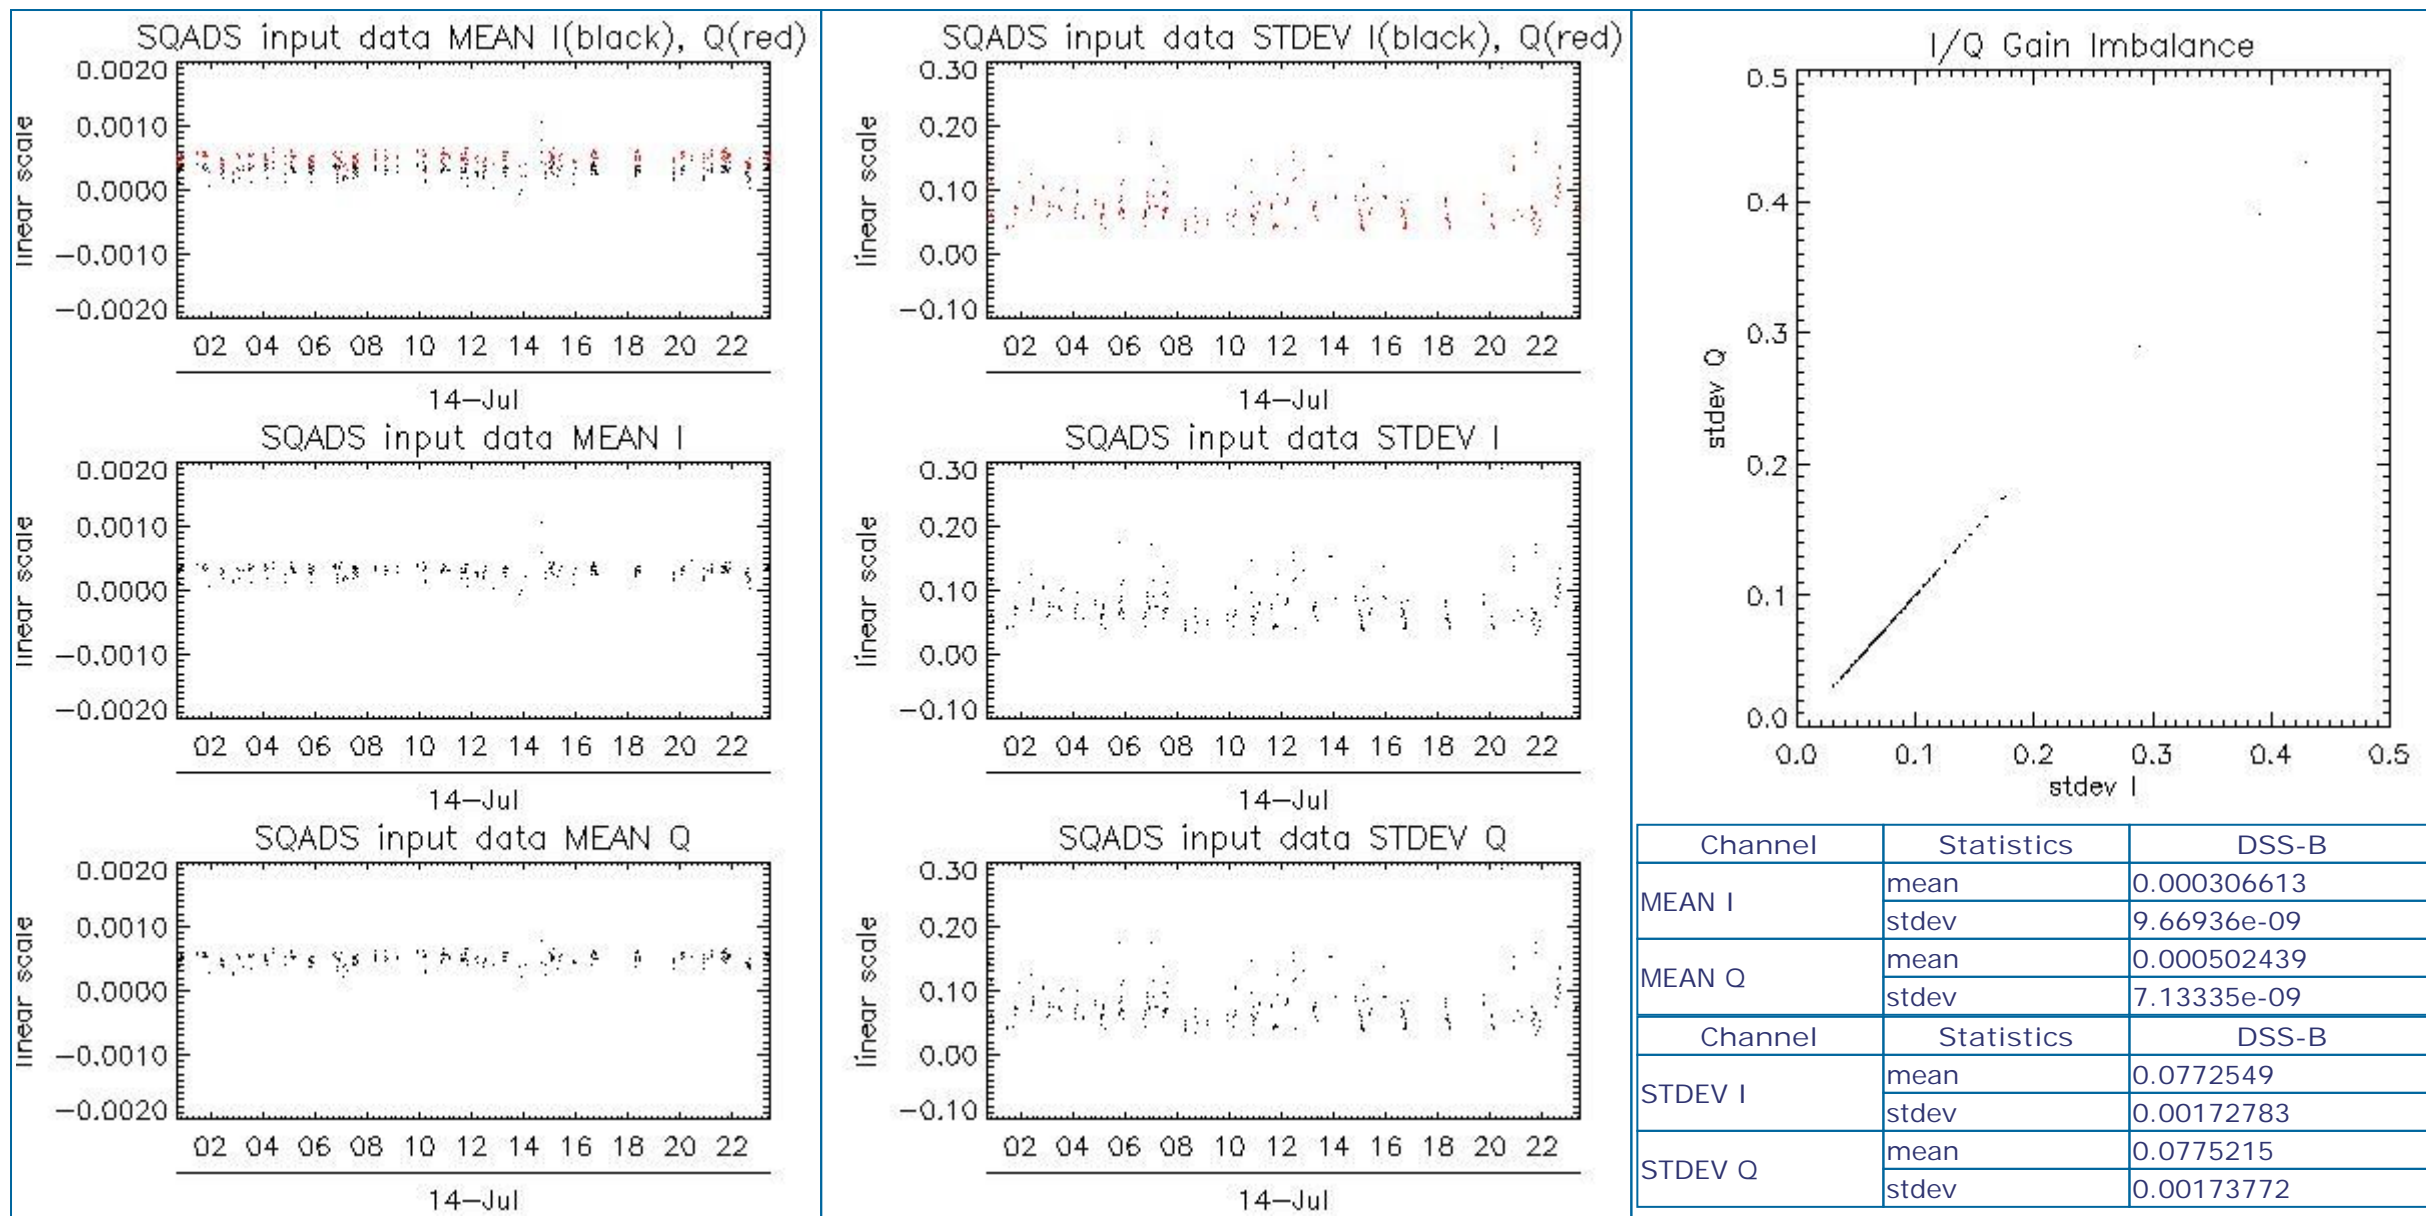 SQADS input data MEAN I(black), Q(red)
0.0020
0.0010
0.0000
−0.0010
−0.0020
linear scale
02 04 06 08 10 12 14 16 18 20 22
14−Jul
SQADS input data MEAN I
0.0020
0.0010
0.0000
−0.0010
−0.0020
linear scale
02 04 06 08 10 12 14 16 18 20 22
14−Jul
SQADS input data MEAN Q
0.0020
0.0010
0.0000
−0.0010
−0.0020
linear scale
02 04 06 08 10 12 14 16 18 20 22
14−Jul
SQADS input data STDEV I(black), Q(red)
0.30
0.20
0.10
0.00
−0.10
linear scale
02 04 06 08 10 12 14 16 18 20 22
14−Jul
SQADS input data STDEV I
0.30
0.20
0.10
0.00
−0.10
linear scale
02 04 06 08 10 12 14 16 18 20 22
14−Jul
SQADS input data STDEV Q
0.30
0.20
0.10
0.00
−0.10
linear scale
02 04 06 08 10 12 14 16 18 20 22
14−Jul
I/Q Gain Imbalance
0.5
0.4
0.3
0.2
0.1
0.0
stdev Q
0.0 0.1 0.2 0.3 0.4 0.5
stdev I
Channel Statistics DSS-B
MEAN I
mean 0.000306613
stdev 9.66936e-09
MEAN Q
mean 0.000502439
stdev 7.13335e-09
Channel Statistics DSS-B
STDEV I
mean 0.0772549
stdev 0.00172783
STDEV Q
mean 0.0775215
stdev 0.00173772